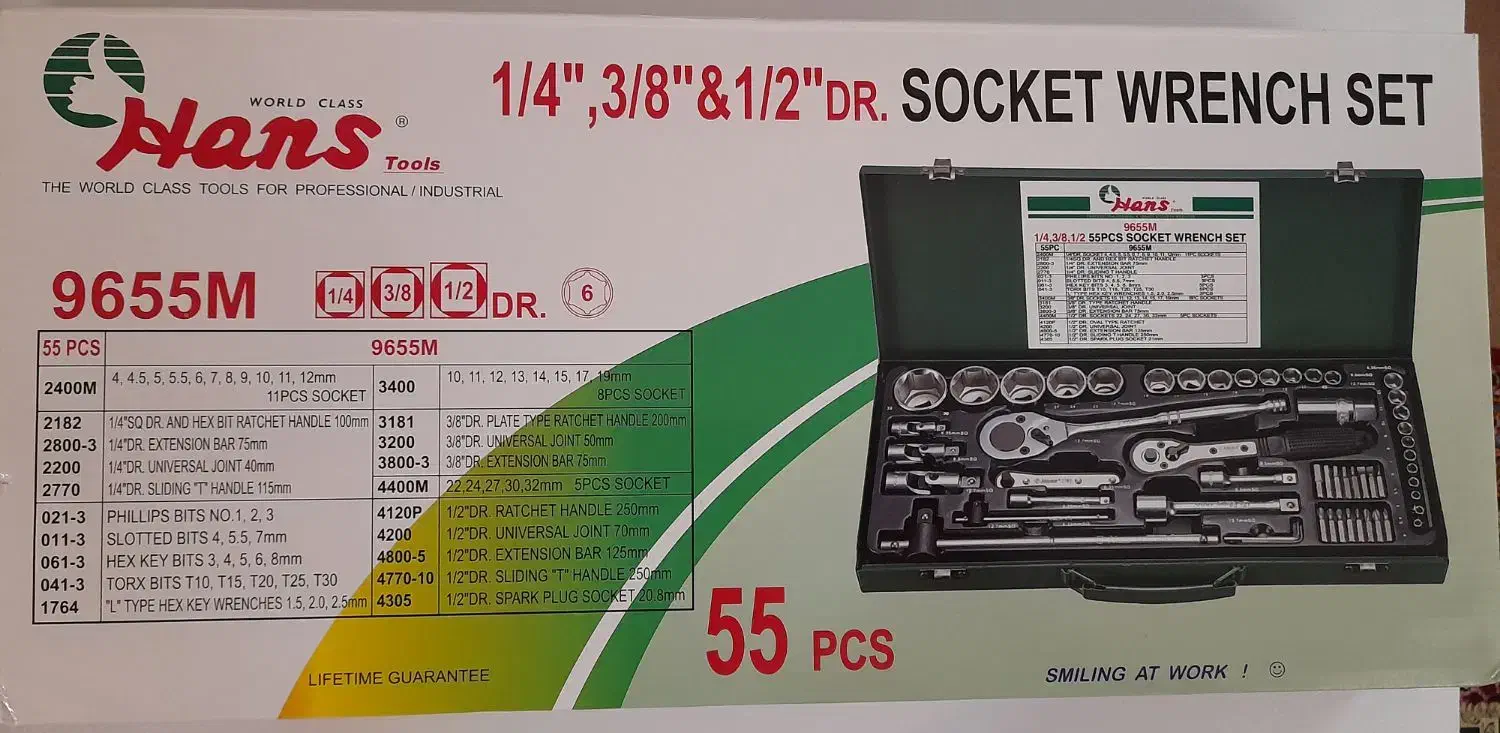 WORLD CLASS
Hans ®
Tools
THE WORLD CLASS TOOLS FOR PROFESSIONAL / INDUSTRIAL
1/4",3/8"&1/2"DR. SOCKET WRENCH SET
9655M 1/4 3/8 1/2 DR. 6
55 PCS 9655M
2400M 4, 4.5, 5, 5.5, 6, 7, 8, 9, 10, 11, 12mm
11PCS SOCKET
3400 10, 11, 12, 13, 14, 15, 17, 19mm
8PCS SOCKET
2182 1/4"SQ DR. AND HEX BIT RATCHET HANDLE 100mm
3181 3/8"DR. PLATE TYPE RATCHET HANDLE 200mm
2800-3 1/4"DR. EXTENSION BAR 75mm
3200 3/8"DR. UNIVERSAL JOINT 50mm
2200 1/4"DR. UNIVERSAL JOINT 40mm
3800-3 3/8"DR. EXTENSION BAR 75mm
2770 1/4"DR. SLIDING "T" HANDLE 115mm
4400M 22,24,27,30,32mm 5PCS SOCKET
021-3 PHILLIPS BITS NO.1, 2, 3
4120P 1/2"DR. RATCHET HANDLE 250mm
011-3 SLOTTED BITS 4, 5.5, 7mm
4200 1/2"DR. UNIVERSAL JOINT 70mm
061-3 HEX KEY BITS 3, 4, 5, 6, 8mm
4800-5 1/2"DR. EXTENSION BAR 125mm
041-3 TORX BITS T10, T15, T20, T25, T30
4770-10 1/2"DR. SLIDING "T" HANDLE 250mm
1764 "L" TYPE HEX KEY WRENCHES 1.5, 2.0, 2.5mm
4305 1/2"DR. SPARK PLUG SOCKET 20.8mm
LIFETIME GUARANTEE
55 PCS
SMILING AT WORK !
WORLD CLASS
Hans
Tools
9655M
1/4,3/8,1/2 55PCS SOCKET WRENCH SET
55PC 9655M